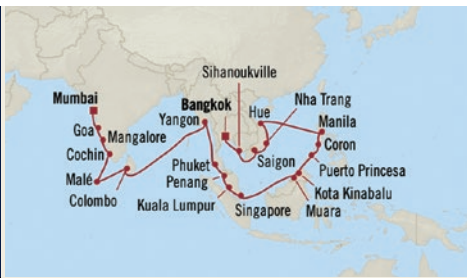 Sihanoukville
Mumbai
Bangkok
Hue
Nha Trang
Yangon
Manila
Goa
Mangalore
Coron
Cochin
Saigon
Puerto Princesa
Phuket
Malé
Penang
Kota Kinabalu
Colombo
Kuala Lumpur
Singapore
Muara